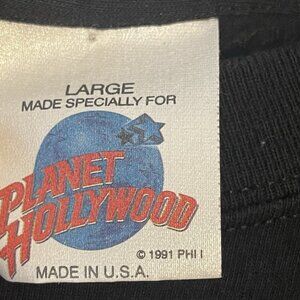 LARGE
MADE SPECIALLY FOR
PLANET
HOLLYWOOD
© 1991 PHI I
MADE IN U.S.A.